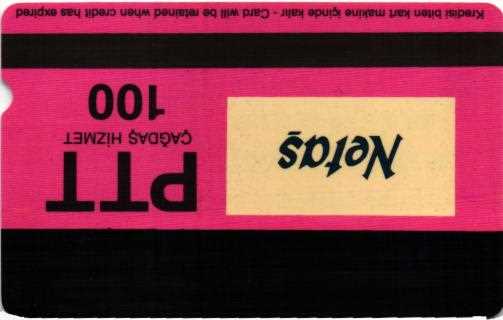 Netaş
PTT
ÇAĞDAŞ HİZMET
100
Kredisi biten kart makine içinde kalır - Card will be retained when credit has expired